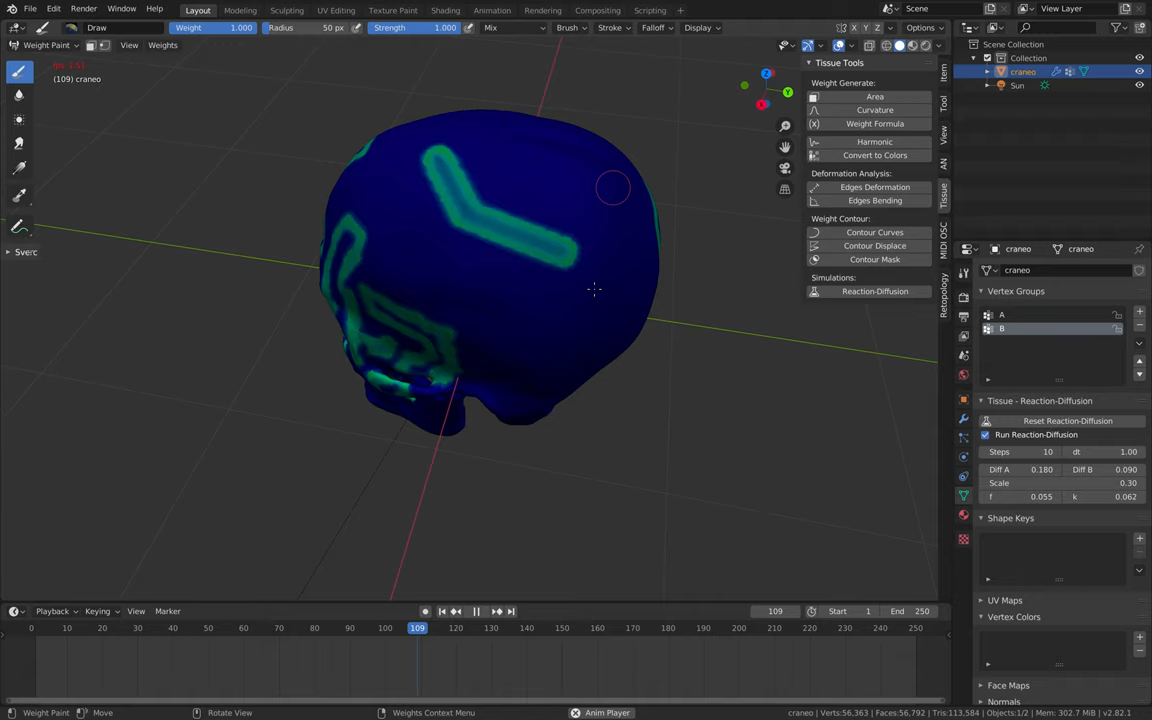 File Edit Render Window Help Layout Modeling Sculpting UV Editing Texture Paint Shading Animation Rendering Compositing Scripting + Scene View Layer
Draw Weight 1.000 Radius 50 px Strength 1.000 Mix Brush Stroke Falloff Display X Y Z Options
Weight Paint View Weights
fps: 2.51
(109) craneo
Sverc
Z
Y
X
Tissue Tools
Weight Generate:
Area
Curvature
Weight Formula
Harmonic
Convert to Colors
Deformation Analysis:
Edges Deformation
Edges Bending
Weight Contour:
Contour Curves
Contour Displace
Contour Mask
Simulations:
Reaction-Diffusion
Item
Tool
View
AN
Tissue
MIDI OSC
Retopology
Scene Collection
Collection
craneo
Sun
craneo craneo
craneo
Vertex Groups
A
B
Tissue - Reaction-Diffusion
Reset Reaction-Diffusion
Run Reaction-Diffusion
Steps 10 dt 1.00
Diff A 0.180 Diff B 0.090
Scale 0.30
f 0.055 k 0.062
Shape Keys
UV Maps
Vertex Colors
Face Maps
Normals
Playback Keying View Marker 109 Start 1 End 250
0 10 20 30 40 50 60 70 80 90 100 109 120 130 140 150 160 170 180 190 200 210 220 230 240 250
Weight Paint Move Rotate View Weights Context Menu Anim Player craneo | Verts:56,363 | Faces:56,792 | Tris:113,584 | Objects:1/2 | Mem: 302.7 MiB | v2.82.1